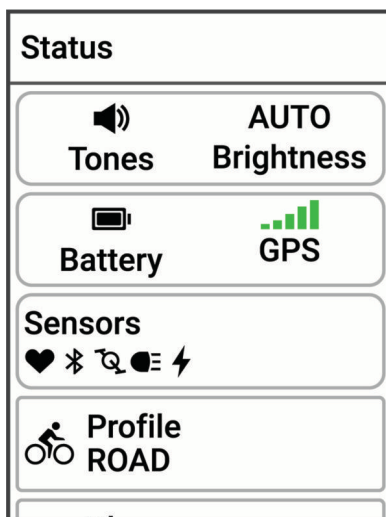 Status
AUTO
Tones Brightness
Battery GPS
Sensors
Profile
ROAD